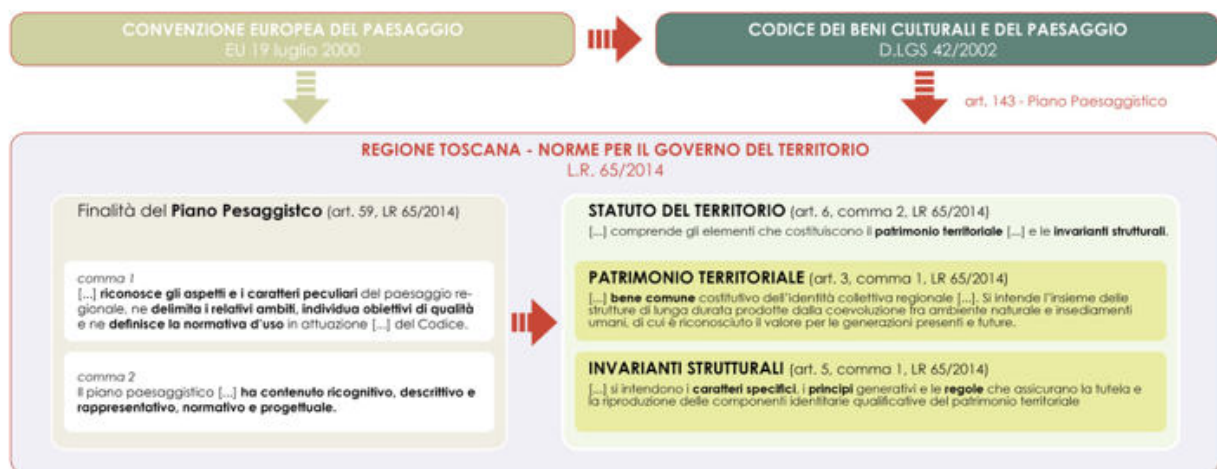 CONVENZIONE EUROPEA DEL PAESAGGIO
EU 19 luglio 2000
CODICE DEI BENI CULTURALI E DEL PAESAGGIO
D.LGS 42/2002
art. 143 - Piano Paesaggistico
REGIONE TOSCANA - NORME PER IL GOVERNO DEL TERRITORIO
L.R. 65/2014
Finalità del Piano Pesaggistco (art. 59, LR 65/2014)
comma 1
[...] riconosce gli aspetti e i caratteri peculiari del paesaggio re-
gionale, ne delimita i relativi ambiti, individua obiettivi di qualità
e ne definisce la normativa d'uso in attuazione [...] del Codice.
comma 2
Il piano paesaggistico [...] ha contenuto ricognitivo, descrittivo e
rappresentativo, normativo e progettuale.
STATUTO DEL TERRITORIO (art. 6, comma 2, LR 65/2014)
[...] comprende gli elementi che costituiscono il patrimonio territoriale [...] e le invarianti strutturali.
PATRIMONIO TERRITORIALE (art. 3, comma 1, LR 65/2014)
[...] bene comune costitutivo dell'identità collettiva regionale [...]. Si intende l'insieme delle
strutture di lunga durata prodotte dalla coevoluzione fra ambiente naturale e insediamenti
umani, di cui è riconosciuto il valore per le generazioni presenti e future.
INVARIANTI STRUTTURALI (art. 5, comma 1, LR 65/2014)
[...] si intendono i caratteri specifici, i principi generativi e le regole che assicurano la tutela e
la riproduzione delle componenti identitarie qualificative del patrimonio territoriale